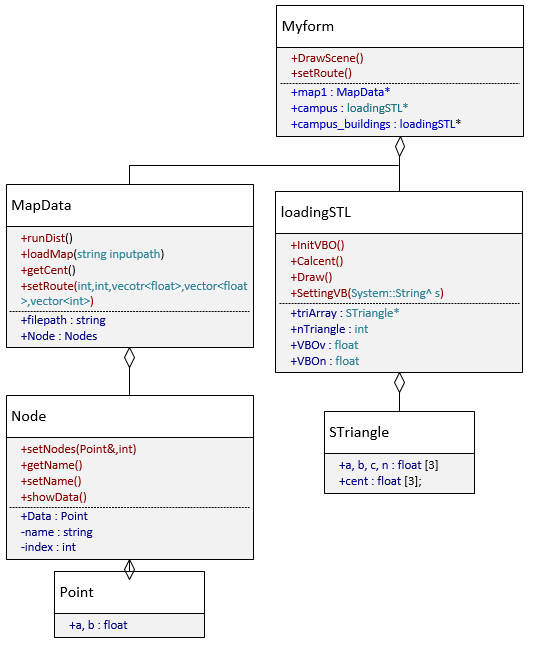 Myform
+DrawScene()
+setRoute()
+map1 : MapData*
+campus : loadingSTL*
+campus_buildings : loadingSTL*
MapData
+runDist()
+loadMap(string inputpath)
+getCent()
+setRoute(int,int,vecotr<float>,vector<float
>,vector<int>)
+filepath : string
+Node : Nodes
loadingSTL
+InitVBO()
+Calcent()
+Draw()
+SettingVB(System::String^ s)
+triArray : STriangle*
+nTriangle : int
+VBOv : float
+VBOn : float
Node
+setNodes(Point&,int)
+getName()
+setName()
+showData()
+Data : Point
-name : string
-index : int
STriangle
+a, b, c, n : float [3]
+cent : float [3];
Point
+a, b : float